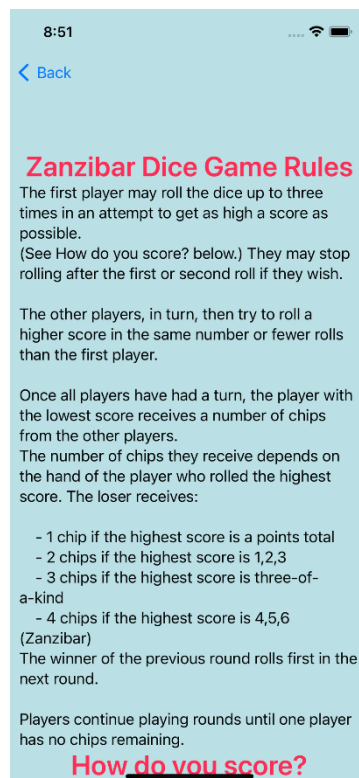 8:51
Back
Zanzibar Dice Game Rules
The first player may roll the dice up to three
times in an attempt to get as high a score as
possible.
(See How do you score? below.) They may stop
rolling after the first or second roll if they wish.
The other players, in turn, then try to roll a
higher score in the same number or fewer rolls
than the first player.
Once all players have had a turn, the player with
the lowest score receives a number of chips
from the other players.
The number of chips they receive depends on
the hand of the player who rolled the highest
score. The loser receives:
- 1 chip if the highest score is a points total
- 2 chips if the highest score is 1,2,3
- 3 chips if the highest score is three-of-
a-kind
- 4 chips if the highest score is 4,5,6
(Zanzibar)
The winner of the previous round rolls first in the
next round.
Players continue playing rounds until one player
has no chips remaining.
How do you score?